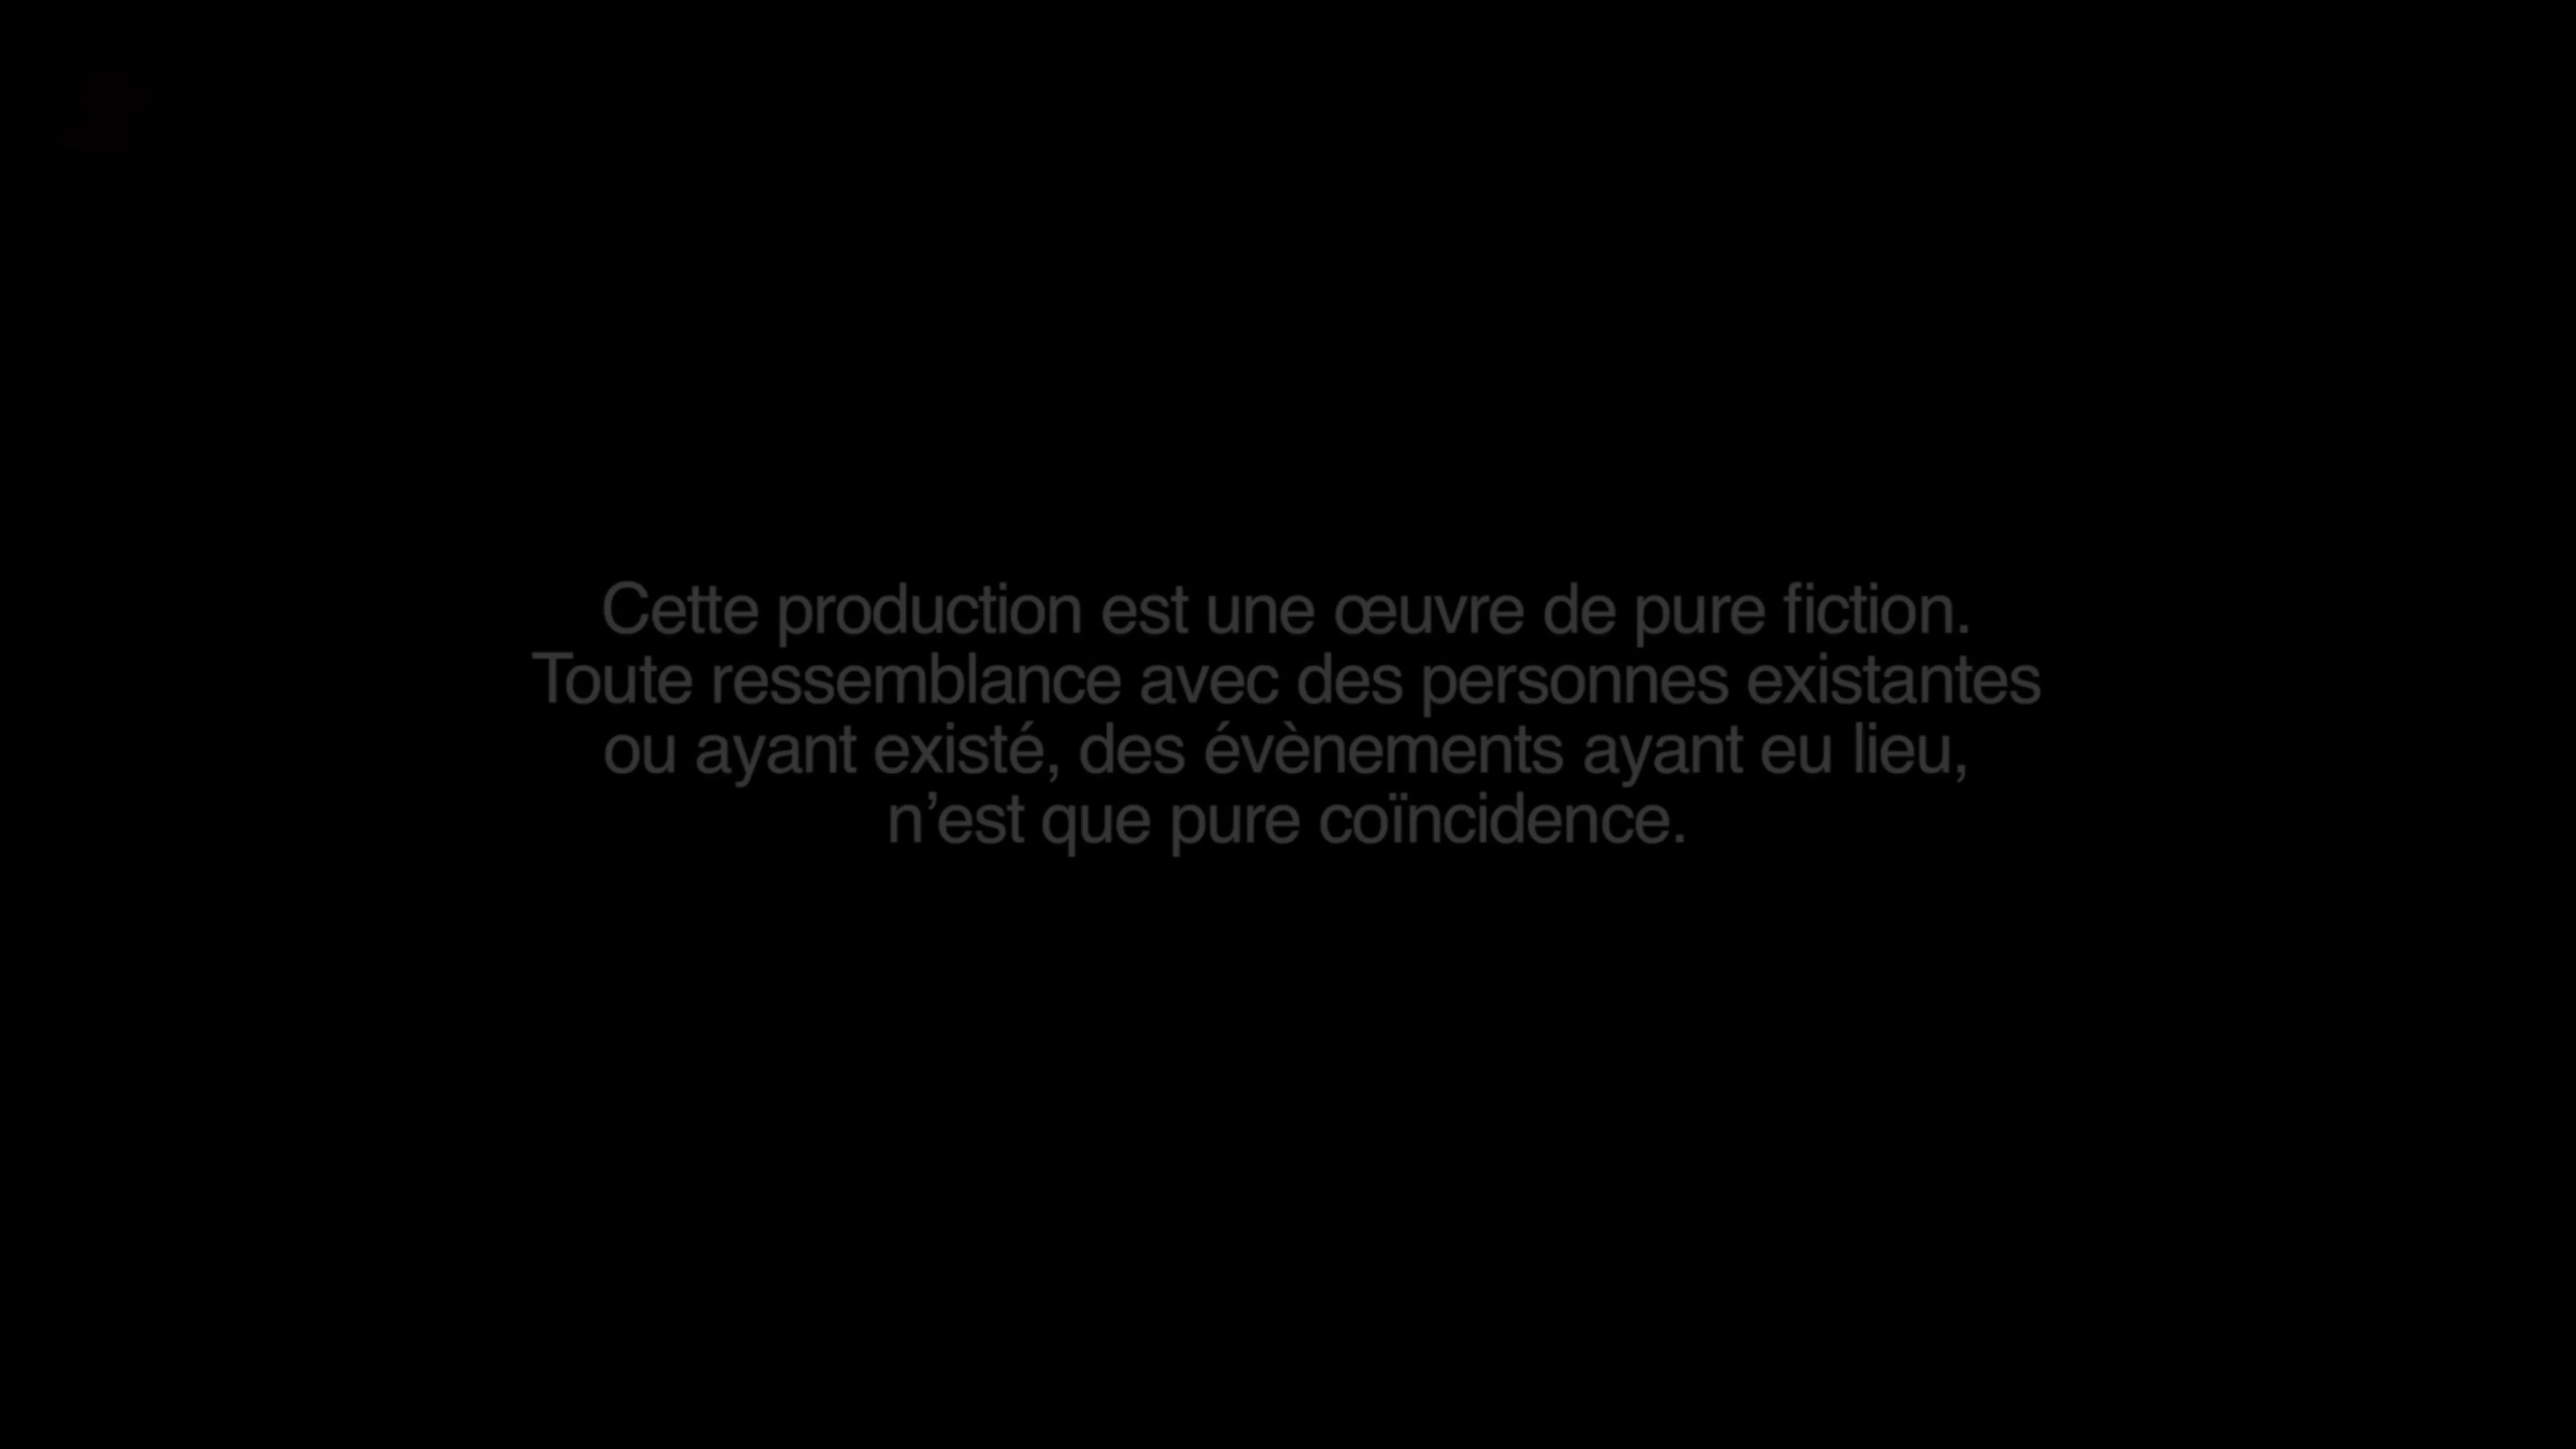 Cette production est une œuvre de pure fiction.
Toute ressemblance avec des personnes existantes
ou ayant existé, des évènements ayant eu lieu,
n’est que pure coïncidence.